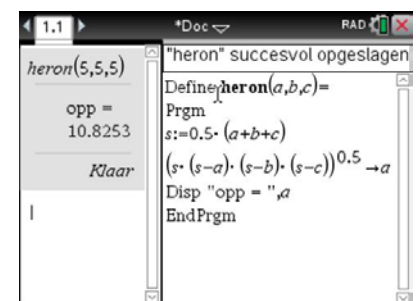 1.1 *Doc RAD
heron(5,5,5)
opp =
10.8253
Klaar
"heron" succesvol opgeslagen
Define heron(a,b,c)=
Prgm
s:=0.5· (a+b+c)
(s· (s−a)· (s−b)· (s−c))^0.5 →a
Disp "opp = ",a
EndPrgm